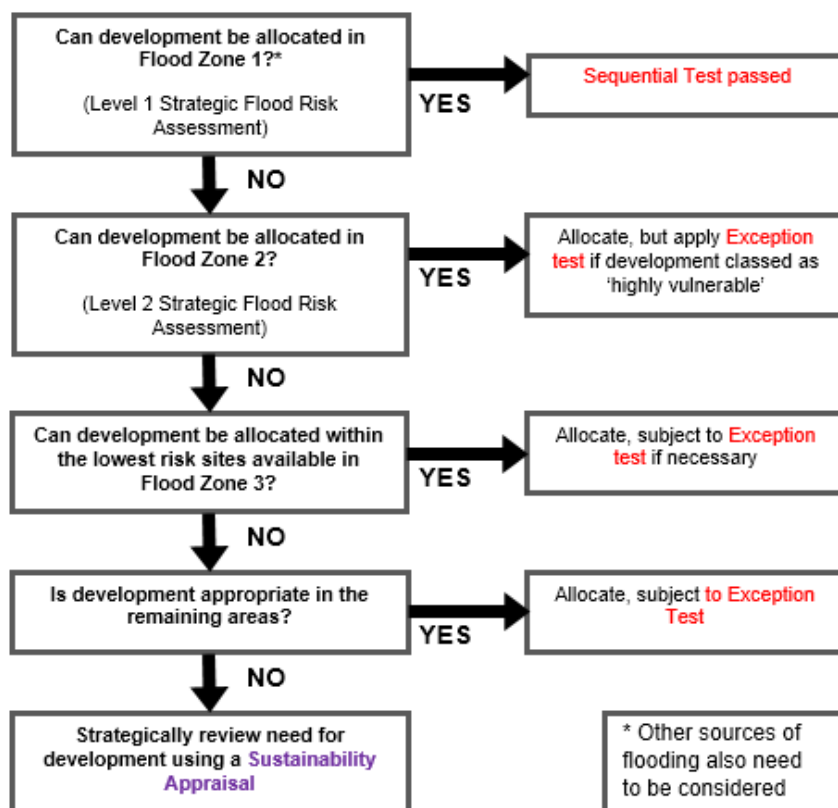 Can development be allocated in
Flood Zone 1?*
(Level 1 Strategic Flood Risk
Assessment)
YES
Sequential Test passed
NO
Can development be allocated in
Flood Zone 2?
(Level 2 Strategic Flood Risk
Assessment)
YES
Allocate, but apply Exception
test if development classed as
‘highly vulnerable’
NO
Can development be allocated within
the lowest risk sites available in
Flood Zone 3?
YES
Allocate, subject to Exception
test if necessary
NO
Is development appropriate in the
remaining areas?
YES
Allocate, subject to Exception
Test
NO
Strategically review need for
development using a Sustainability
Appraisal
* Other sources of
flooding also need
to be considered